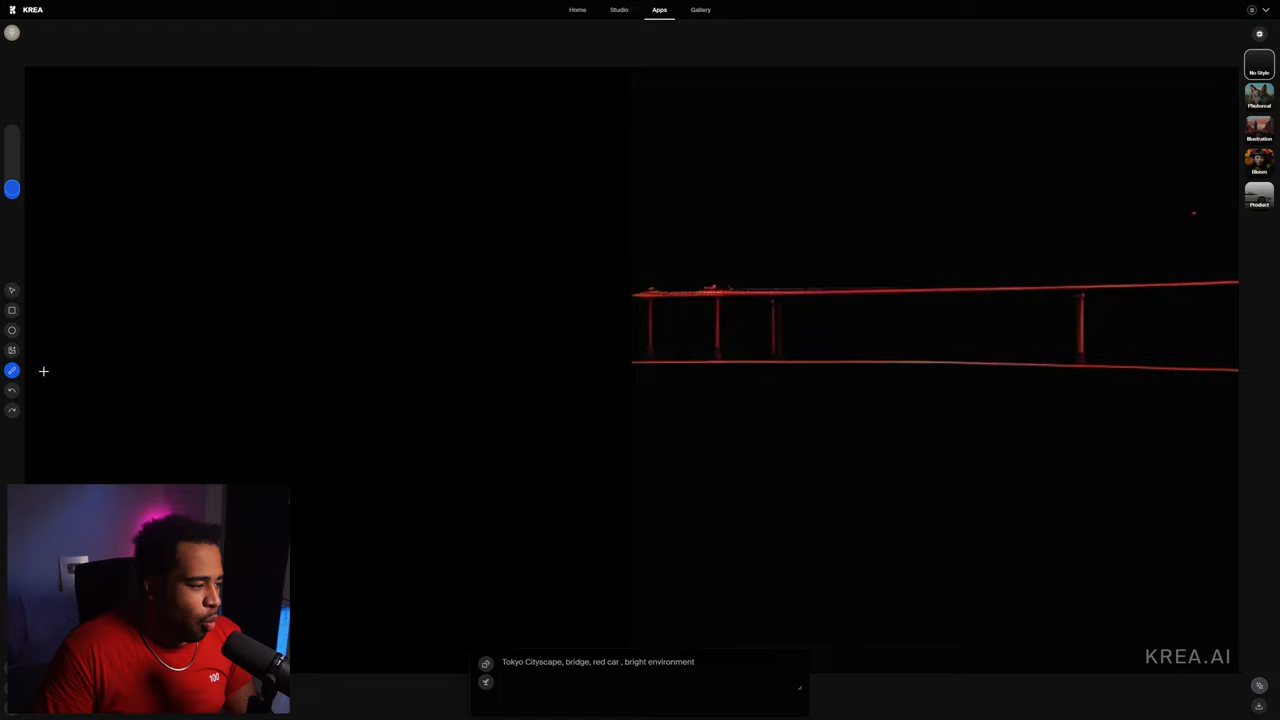 KREA
Home
Studio
Apps
Gallery
No Style
Photoreal
Illustration
Bloom
Product
100
Tokyo Cityscape, bridge, red car , bright environment
KREA.AI